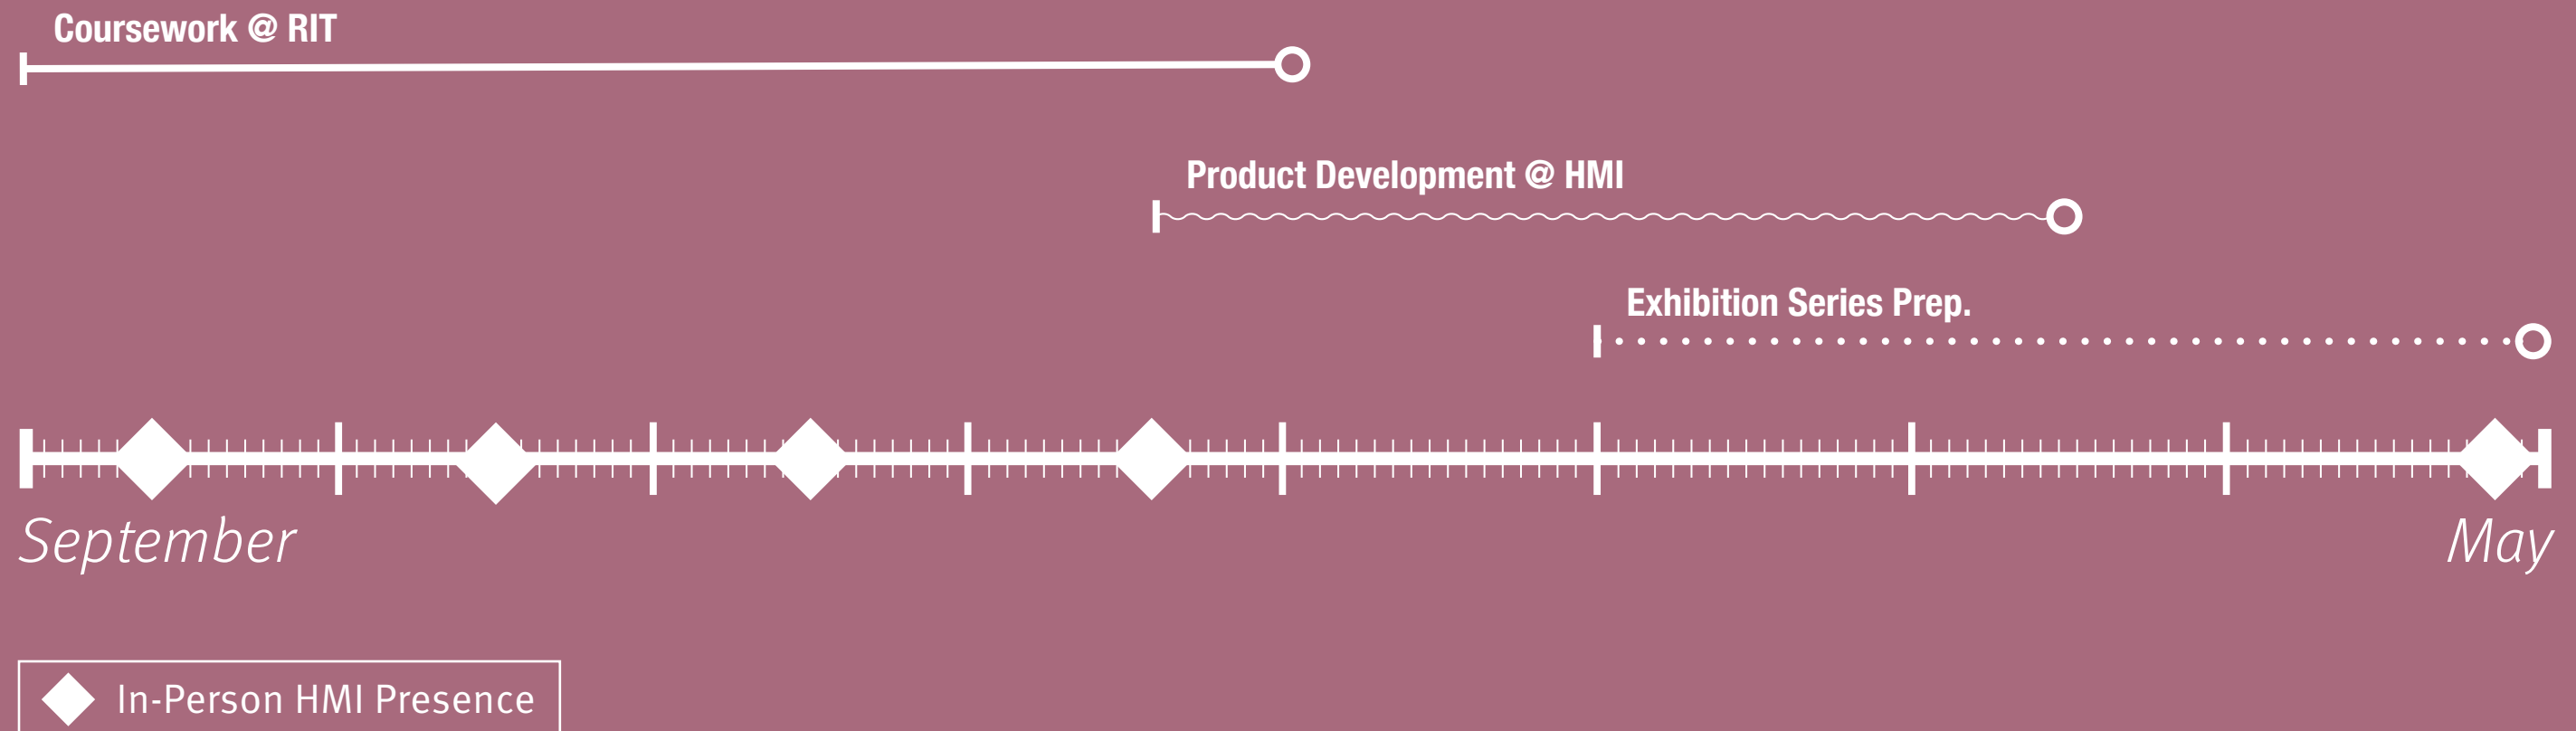 Coursework @ RIT
Product Development @ HMI
Exhibition Series Prep.
September
May
In-Person HMI Presence